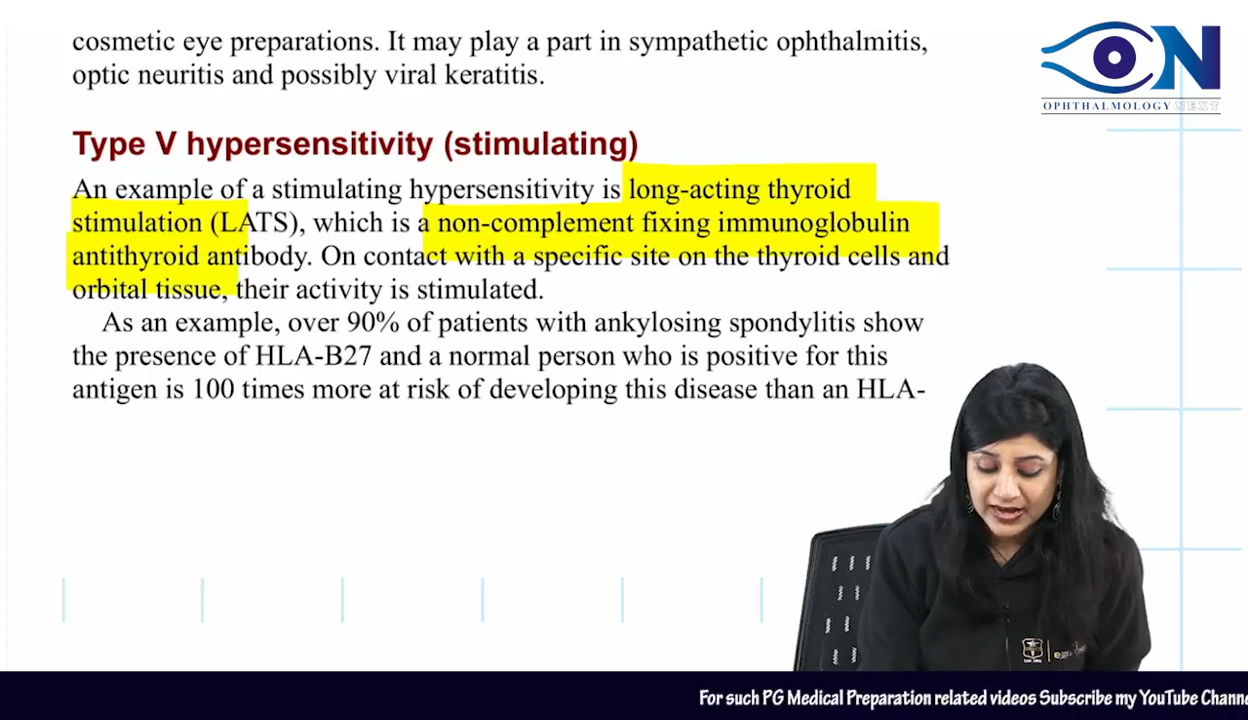 cosmetic eye preparations. It may play a part in sympathetic ophthalmitis,
optic neuritis and possibly viral keratitis.
ON
OPHTHALMOLOGY NEXT
Type V hypersensitivity (stimulating)
An example of a stimulating hypersensitivity is long-acting thyroid
stimulation (LATS), which is a non-complement fixing immunoglobulin
antithyroid antibody. On contact with a specific site on the thyroid cells and
orbital tissue, their activity is stimulated.
As an example, over 90% of patients with ankylosing spondylitis show
the presence of HLA-B27 and a normal person who is positive for this
antigen is 100 times more at risk of developing this disease than an HLA-
For such PG Medical Preparation related videos Subscribe my YouTube Channe